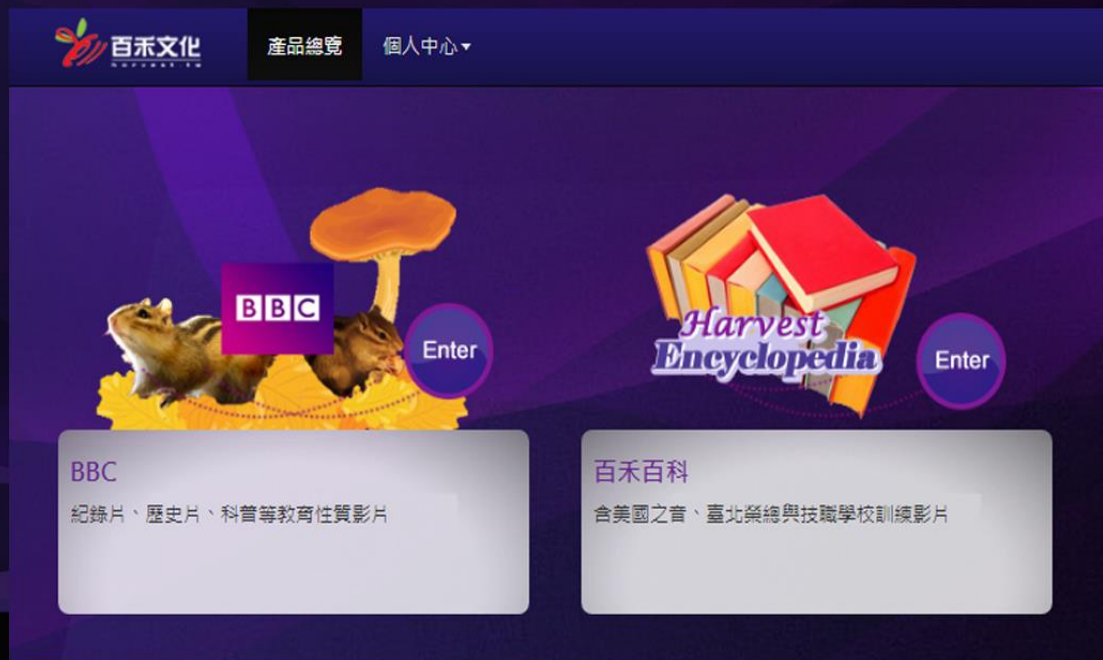 百禾文化
harvest.tw
產品總覽
個人中心▾
BBC
Enter
Harvest
Encyclopedia
Enter
BBC
紀錄片、歷史片、科普等教育性質影片
百禾百科
含美國之音、臺北榮總與技職學校訓練影片